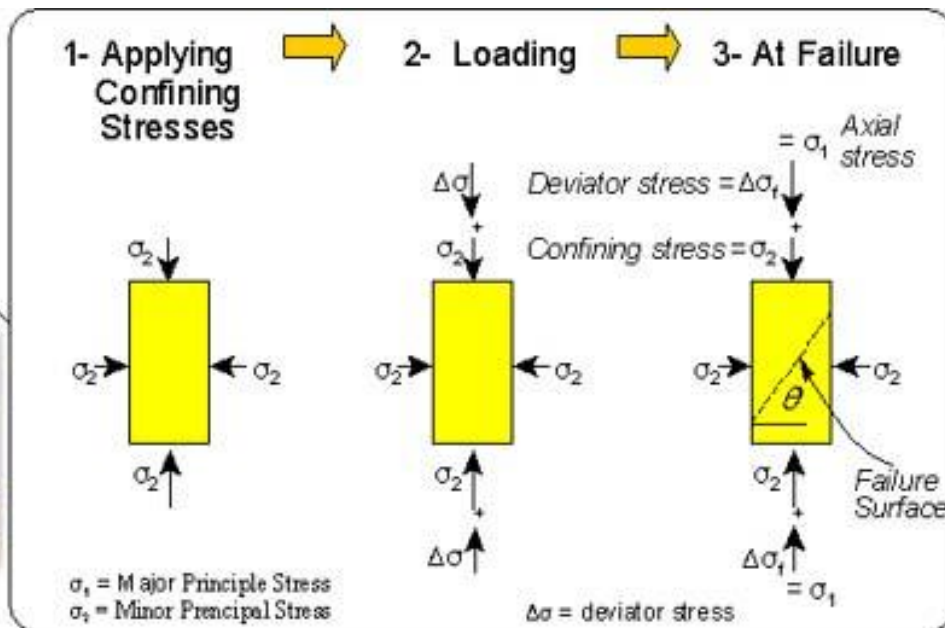 1- Applying
Confining
Stresses
2- Loading
3- At Failure
= σ1 Axial
stress
Δσ
Deviator stress = Δσf
+
+
σ2
σ2
Confining stress = σ2
σ2
σ2
σ2
σ2
σ2
σ2
θ
σ2
σ2
σ2
+
+
Failure
Surface
Δσ
Δσf
= σ1
σ1 = Major Principle Stress
σ2 = Minor Prencipal Stress
Δσ = deviator stress